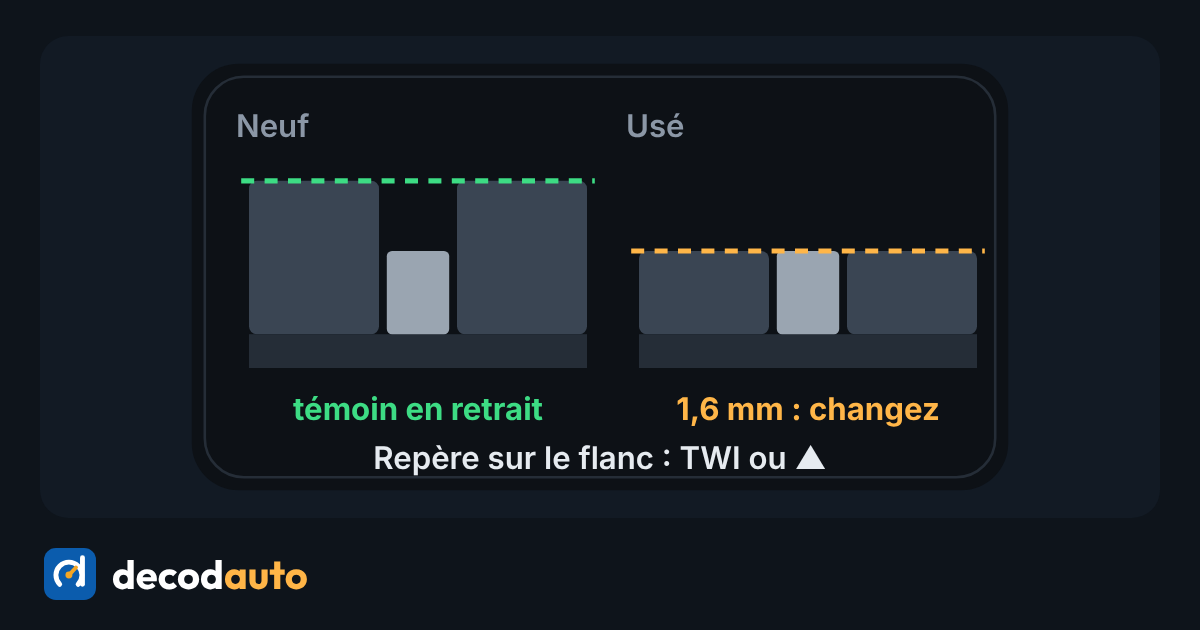 Neuf
Usé
témoin en retrait
1,6 mm : changez
Repère sur le flanc : TWI ou ▲
decodauto